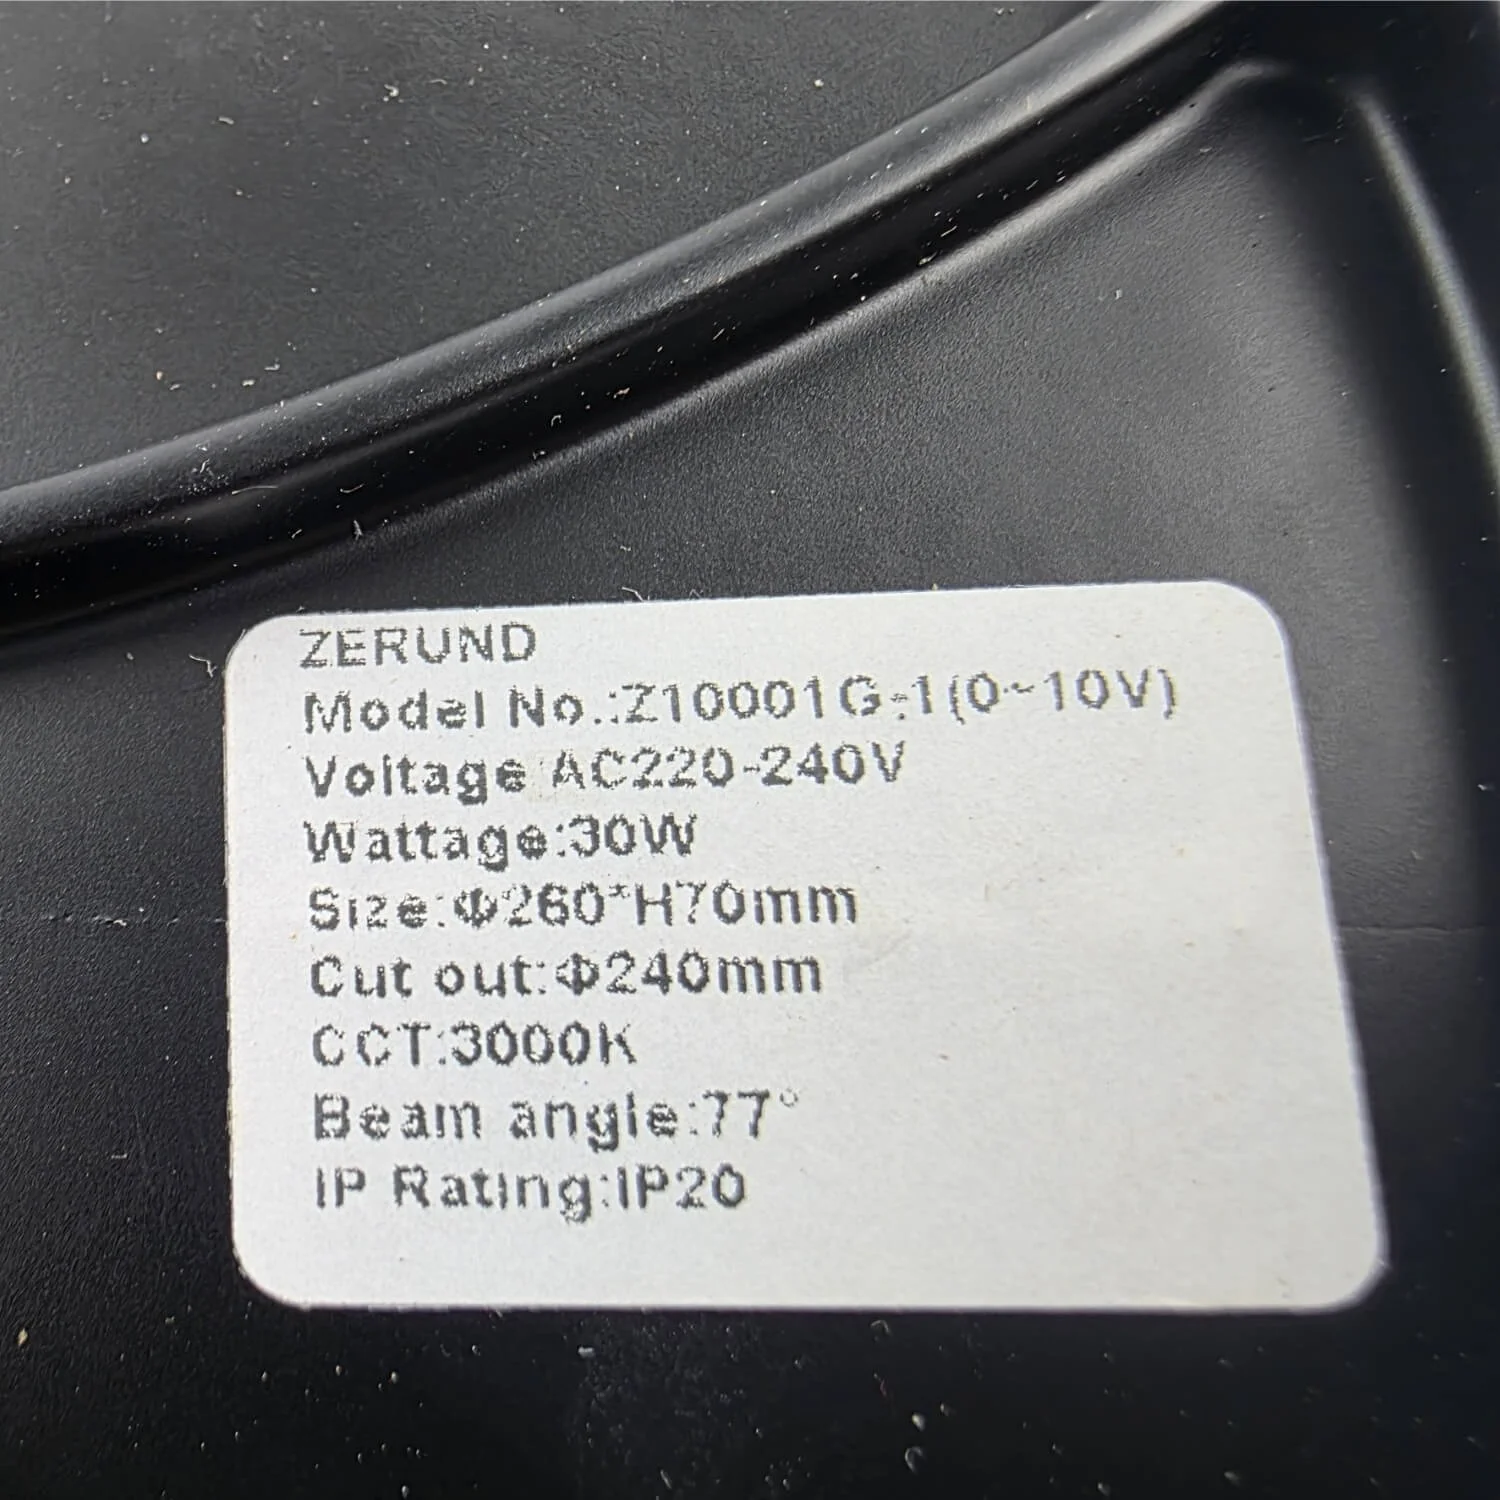 ZERUND
Model No.:Z10001G-1(0~10V)
Voltage AC220-240V
Wattage:30W
Size:Φ260*H70mm
Cut out:Φ240mm
CCT:3000K
Beam angle:77°
IP Rating:IP20